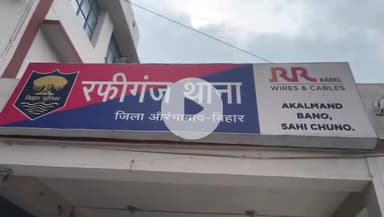 रफीगंज थाना
जिला औरंगाबाद-बिहार
बिहार पुलिस
RR KABEL
WIRES & CABLES
AKALMAND
BANO,
SAHI CHUNO.